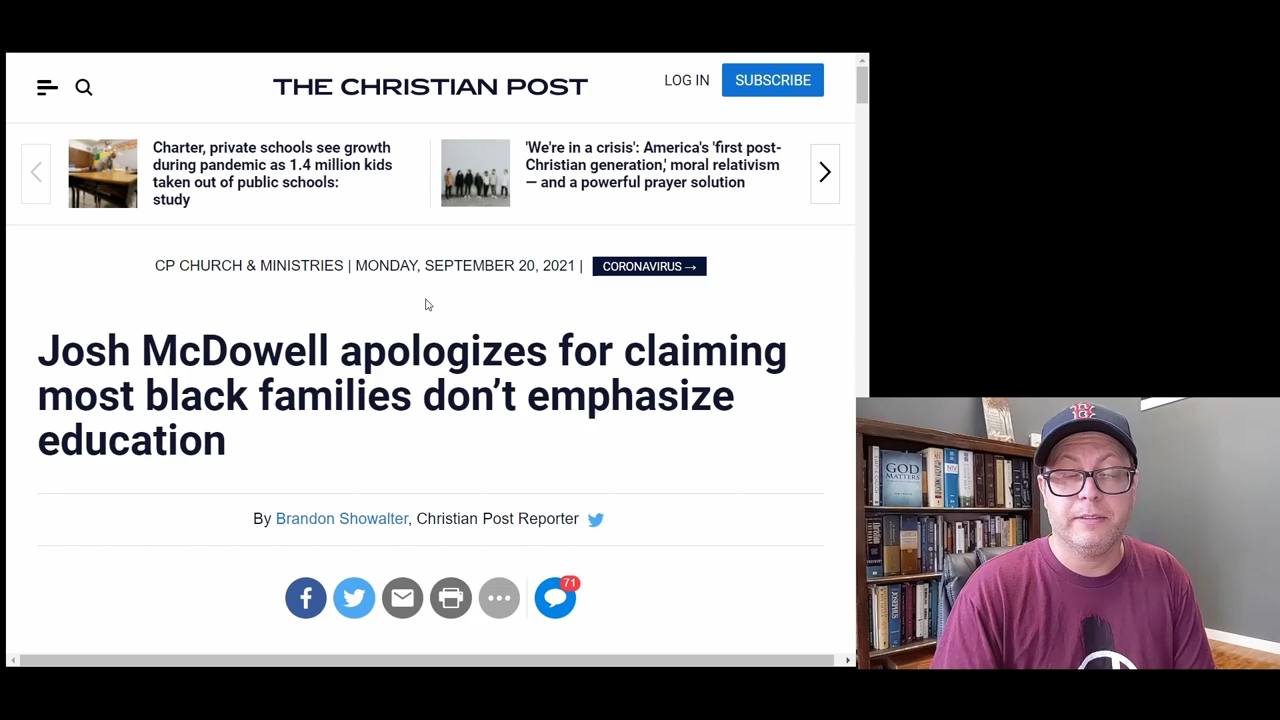 THE CHRISTIAN POST
LOG IN
SUBSCRIBE
Charter, private schools see growth
during pandemic as 1.4 million kids
taken out of public schools:
study
'We're in a crisis': America's 'first post-
Christian generation,' moral relativism
— and a powerful prayer solution
CP CHURCH & MINISTRIES | MONDAY, SEPTEMBER 20, 2021 |
CORONAVIRUS →
Josh McDowell apologizes for claiming
most black families don’t emphasize
education
By Brandon Showalter, Christian Post Reporter
71
GOD
MATTERS
NIV
JOSEPHUS
B